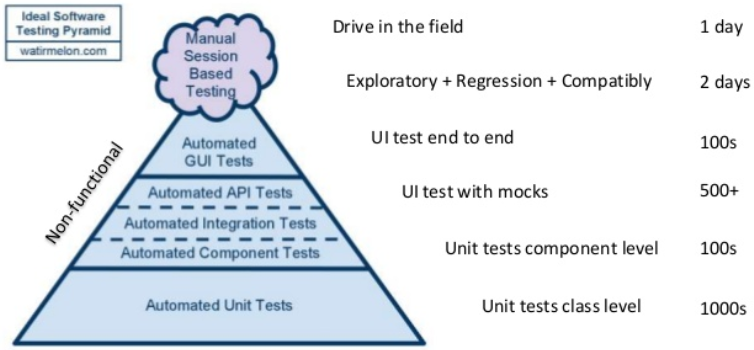 Ideal Software
Testing Pyramid
watirmelon.com
Manual
Session
Based
Testing
Drive in the field 1 day
Exploratory + Regression + Compatibly 2 days
Automated
GUI Tests
UI test end to end 100s
Non-functional
Automated API Tests
UI test with mocks 500+
Automated Integration Tests
Automated Component Tests
Unit tests component level 100s
Automated Unit Tests
Unit tests class level 1000s